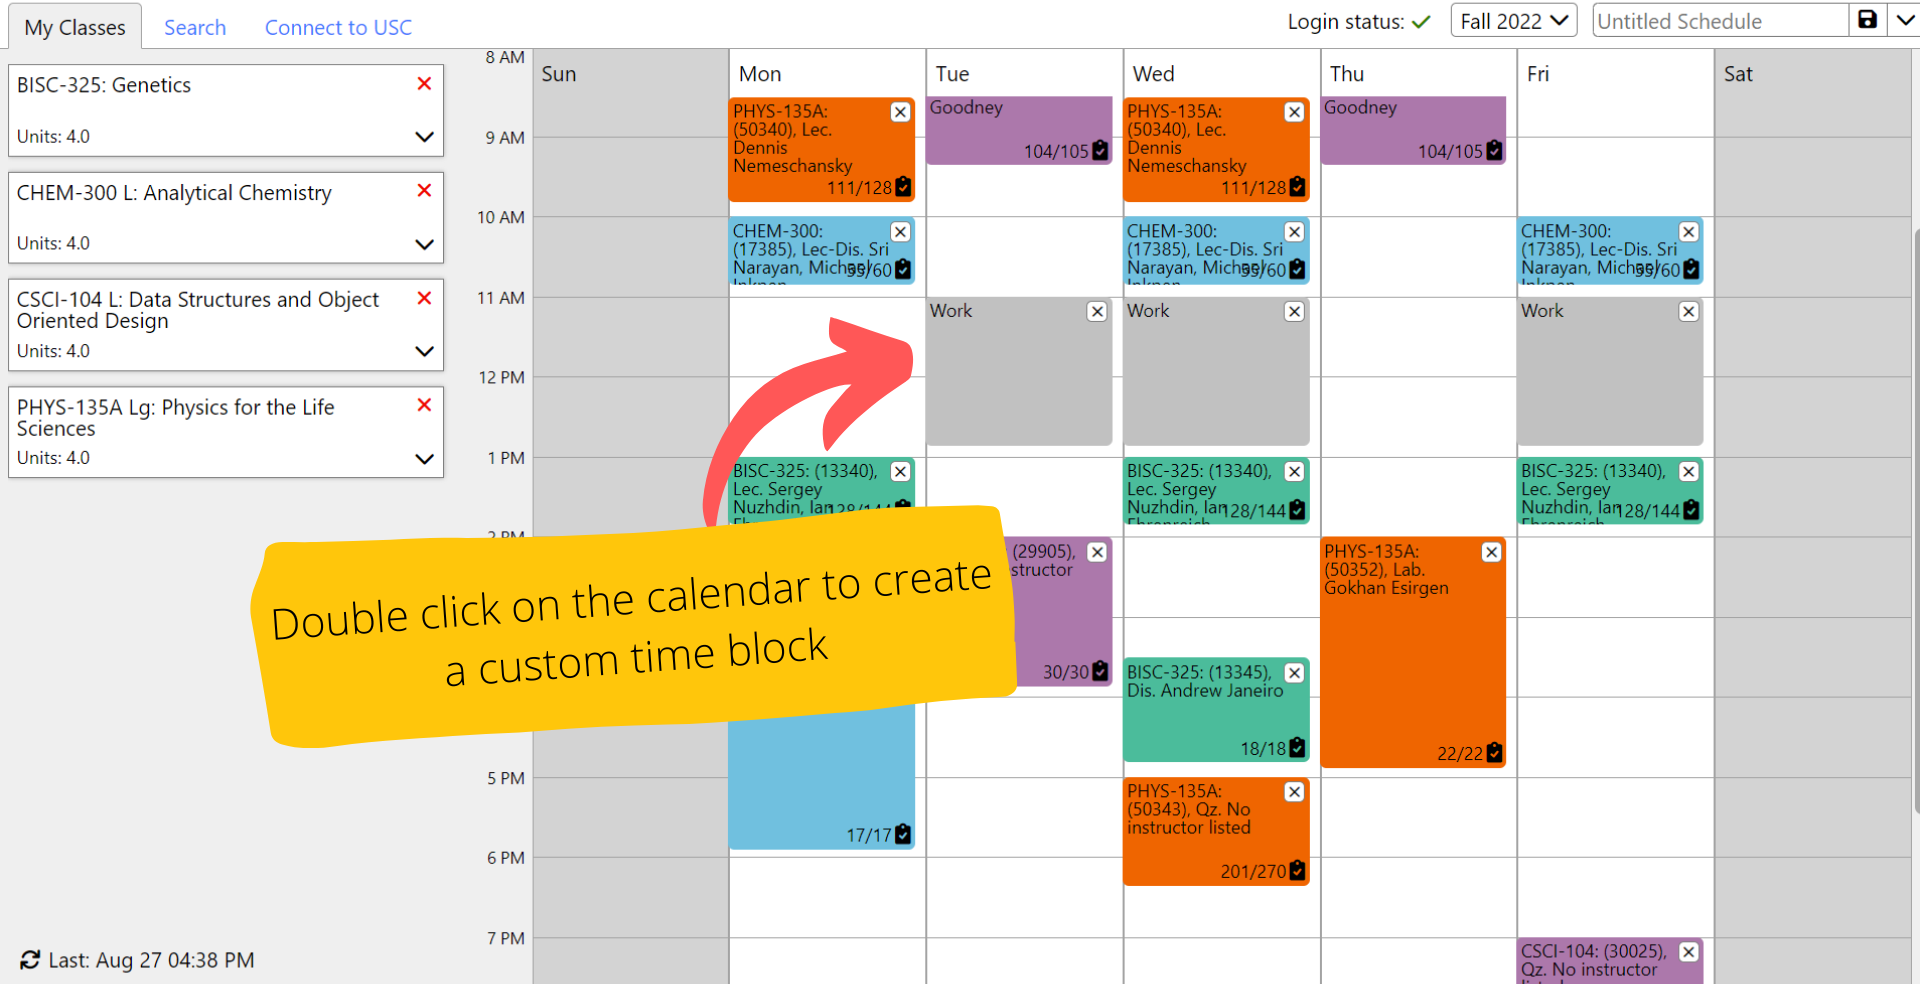 My Classes
Search
Connect to USC
Login status:
Fall 2022
Untitled Schedule
BISC-325: Genetics
Units: 4.0
CHEM-300 L: Analytical Chemistry
Units: 4.0
CSCI-104 L: Data Structures and Object
Oriented Design
Units: 4.0
PHYS-135A Lg: Physics for the Life
Sciences
Units: 4.0
Last: Aug 27 04:38 PM
8 AM
9 AM
10 AM
11 AM
12 PM
1 PM
2 PM
5 PM
6 PM
7 PM
Sun
Mon
PHYS-135A:
(50340), Lec.
Dennis
Nemeschansky
111/128
CHEM-300:
(17385), Lec-Dis. Sri
Narayan, Michael
/60
BISC-325: (13340),
Lec. Sergey
Nuzhdin, Ian
128/144
17/17
Tue
Goodney
104/105
Work
(29905),
structor
30/30
Wed
PHYS-135A:
(50340), Lec.
Dennis
Nemeschansky
111/128
CHEM-300:
(17385), Lec-Dis. Sri
Narayan, Michael
/60
Work
BISC-325: (13340),
Lec. Sergey
Nuzhdin, Ian
128/144
BISC-325: (13345),
Dis. Andrew Janeiro
18/18
PHYS-135A:
(50343), Qz. No
instructor listed
201/270
Thu
Goodney
104/105
PHYS-135A:
(50352), Lab.
Gokhan Esirgen
22/22
Fri
CHEM-300:
(17385), Lec-Dis. Sri
Narayan, Michael
/60
Work
BISC-325: (13340),
Lec. Sergey
Nuzhdin, Ian
128/144
CSCI-104: (30025),
Qz. No instructor
Sat
Double click on the calendar to create
a custom time block